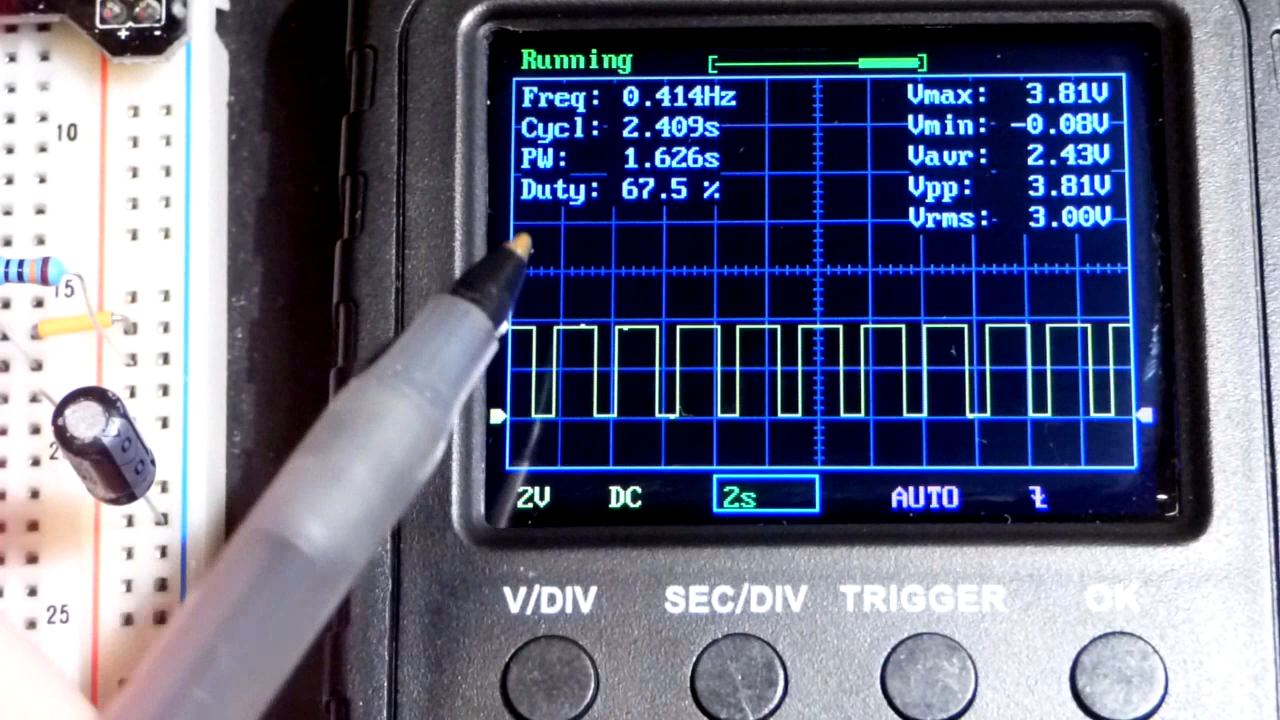 Running
Freq: 0.414Hz
Cycl: 2.409s
PW: 1.626s
Duty: 67.5 %
Vmax: 3.81V
Vmin: -0.08V
Vavr: 2.43V
Vpp: 3.81V
Vrms: 3.00V
2V DC 2s AUTO
V/DIV SEC/DIV TRIGGER OK
+
10
15
25